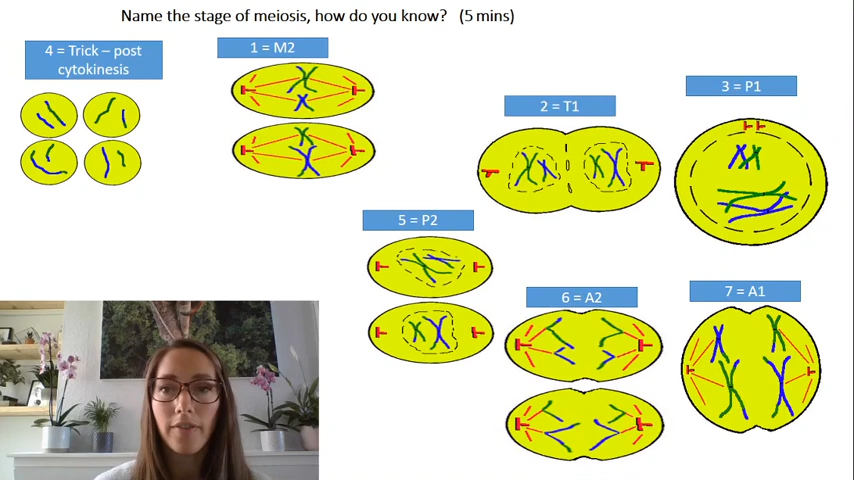 Name the stage of meiosis, how do you know? (5 mins)
4 = Trick – post
cytokinesis
1 = M2
2 = T1
3 = P1
5 = P2
6 = A2
7 = A1